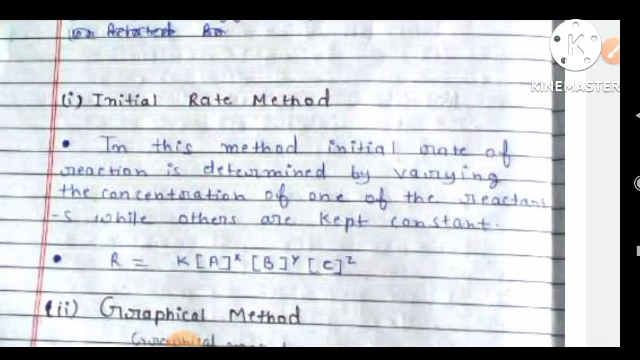 (i) Initial Rate Method
• In this method initial rate of
reaction is determined by varying
the concentration of one of the reactant
-s while others are kept constant.
• R = K[A]ˣ [B]ʸ [C]ᶻ
(ii) Graphical Method
Graphical
KINEMASTER